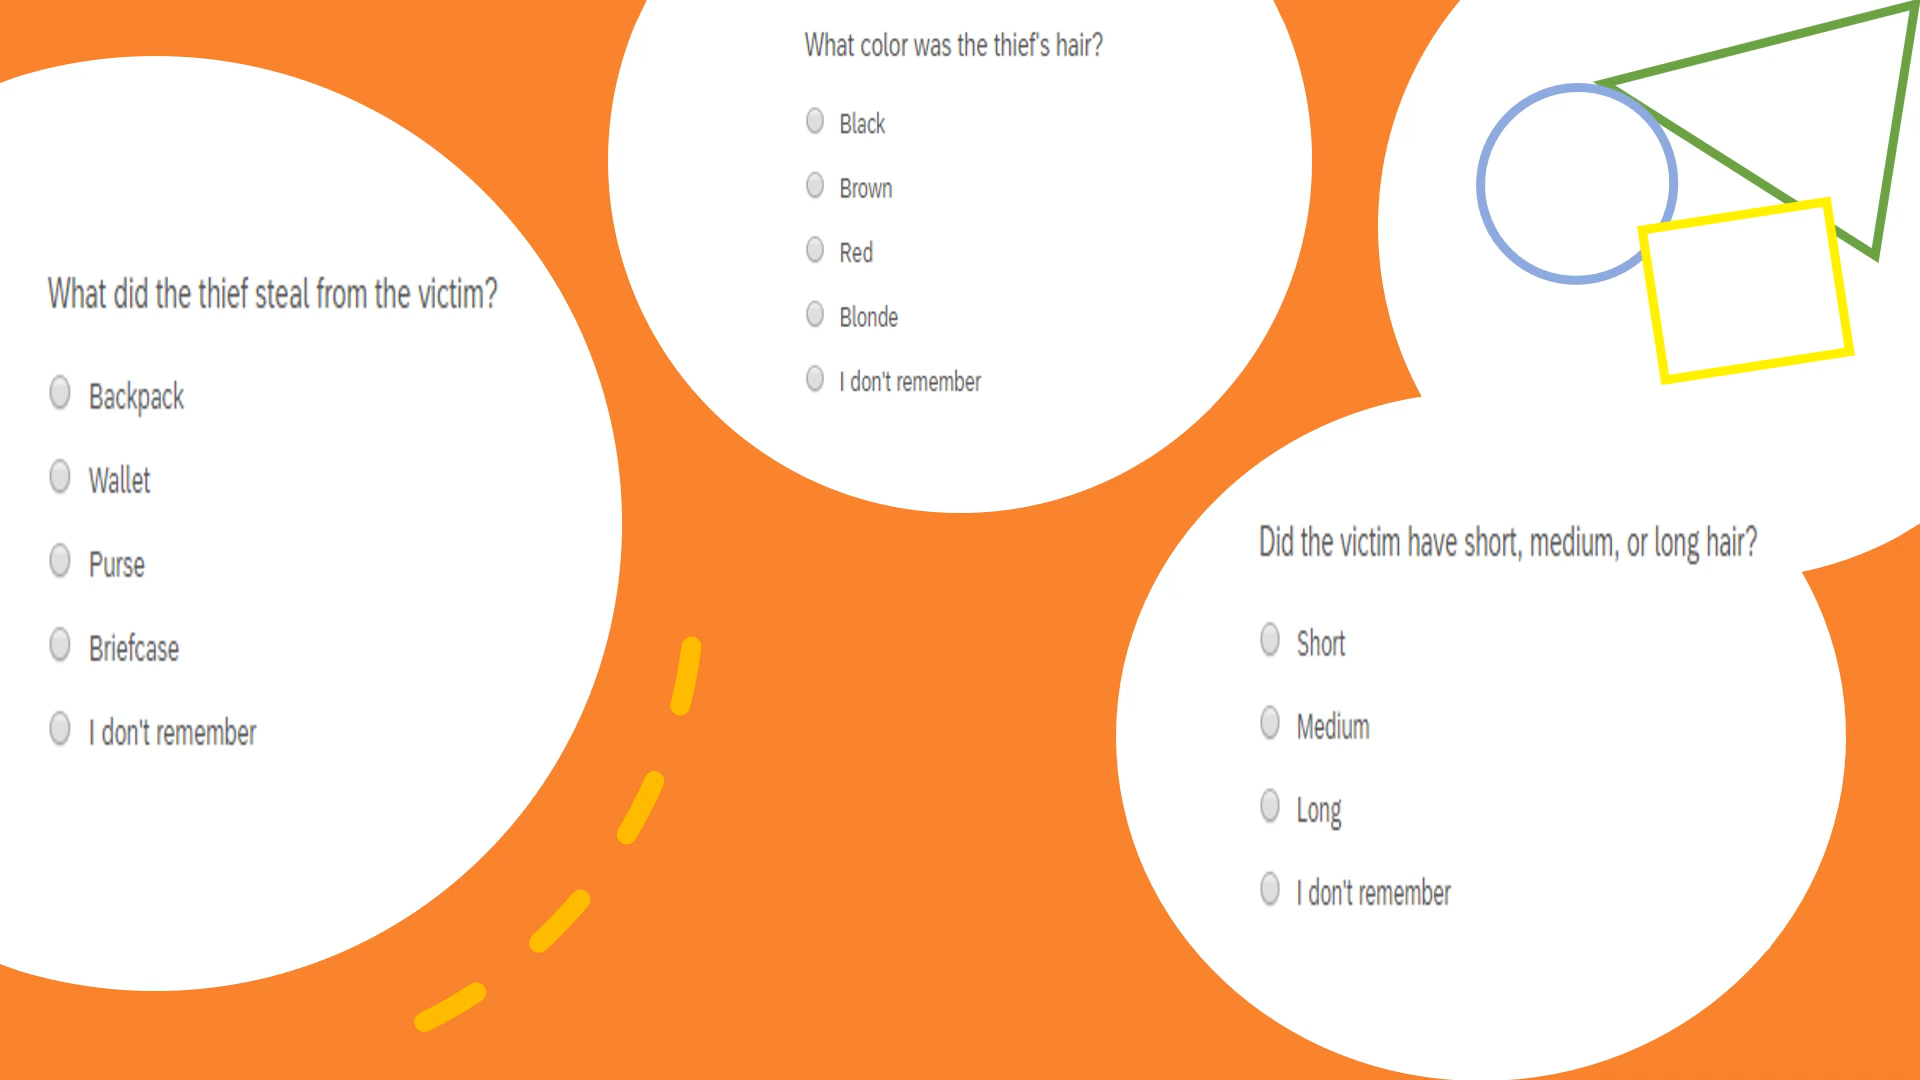 What did the thief steal from the victim?
Backpack
Wallet
Purse
Briefcase
I don't remember
What color was the thief's hair?
Black
Brown
Red
Blonde
I don't remember
Did the victim have short, medium, or long hair?
Short
Medium
Long
I don't remember